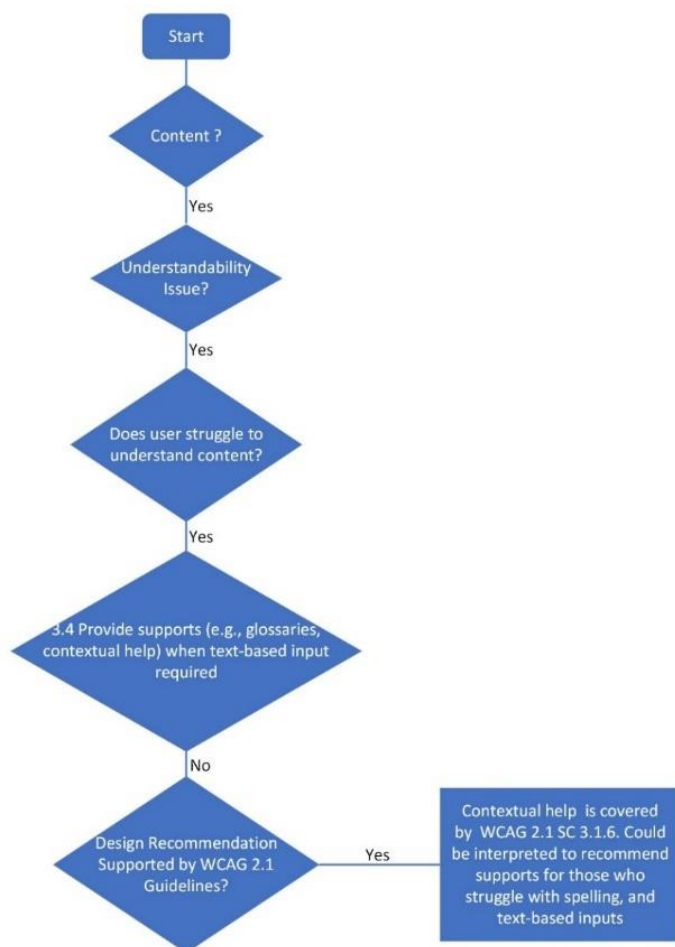 Start
Content ?
Yes
Understandability
Issue?
Yes
Does user struggle to
understand content?
Yes
3.4 Provide supports (e.g., glossaries,
contextual help) when text-based input
required
No
Design Recommendation
Supported by WCAG 2.1
Guidelines?
Yes
Contextual help  is covered
by  WCAG 2.1 SC 3.1.6. Could
be interpreted to recommend
supports for those who
struggle with spelling, and
text-based inputs